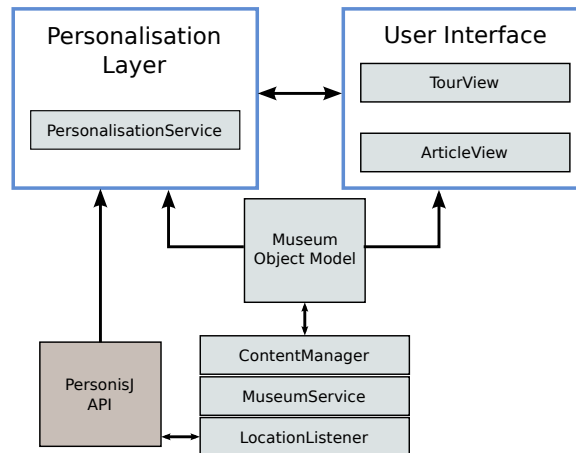 Personalisation
Layer
PersonalisationService
User Interface
TourView
ArticleView
Museum
Object Model
ContentManager
MuseumService
LocationListener
PersonisJ
API